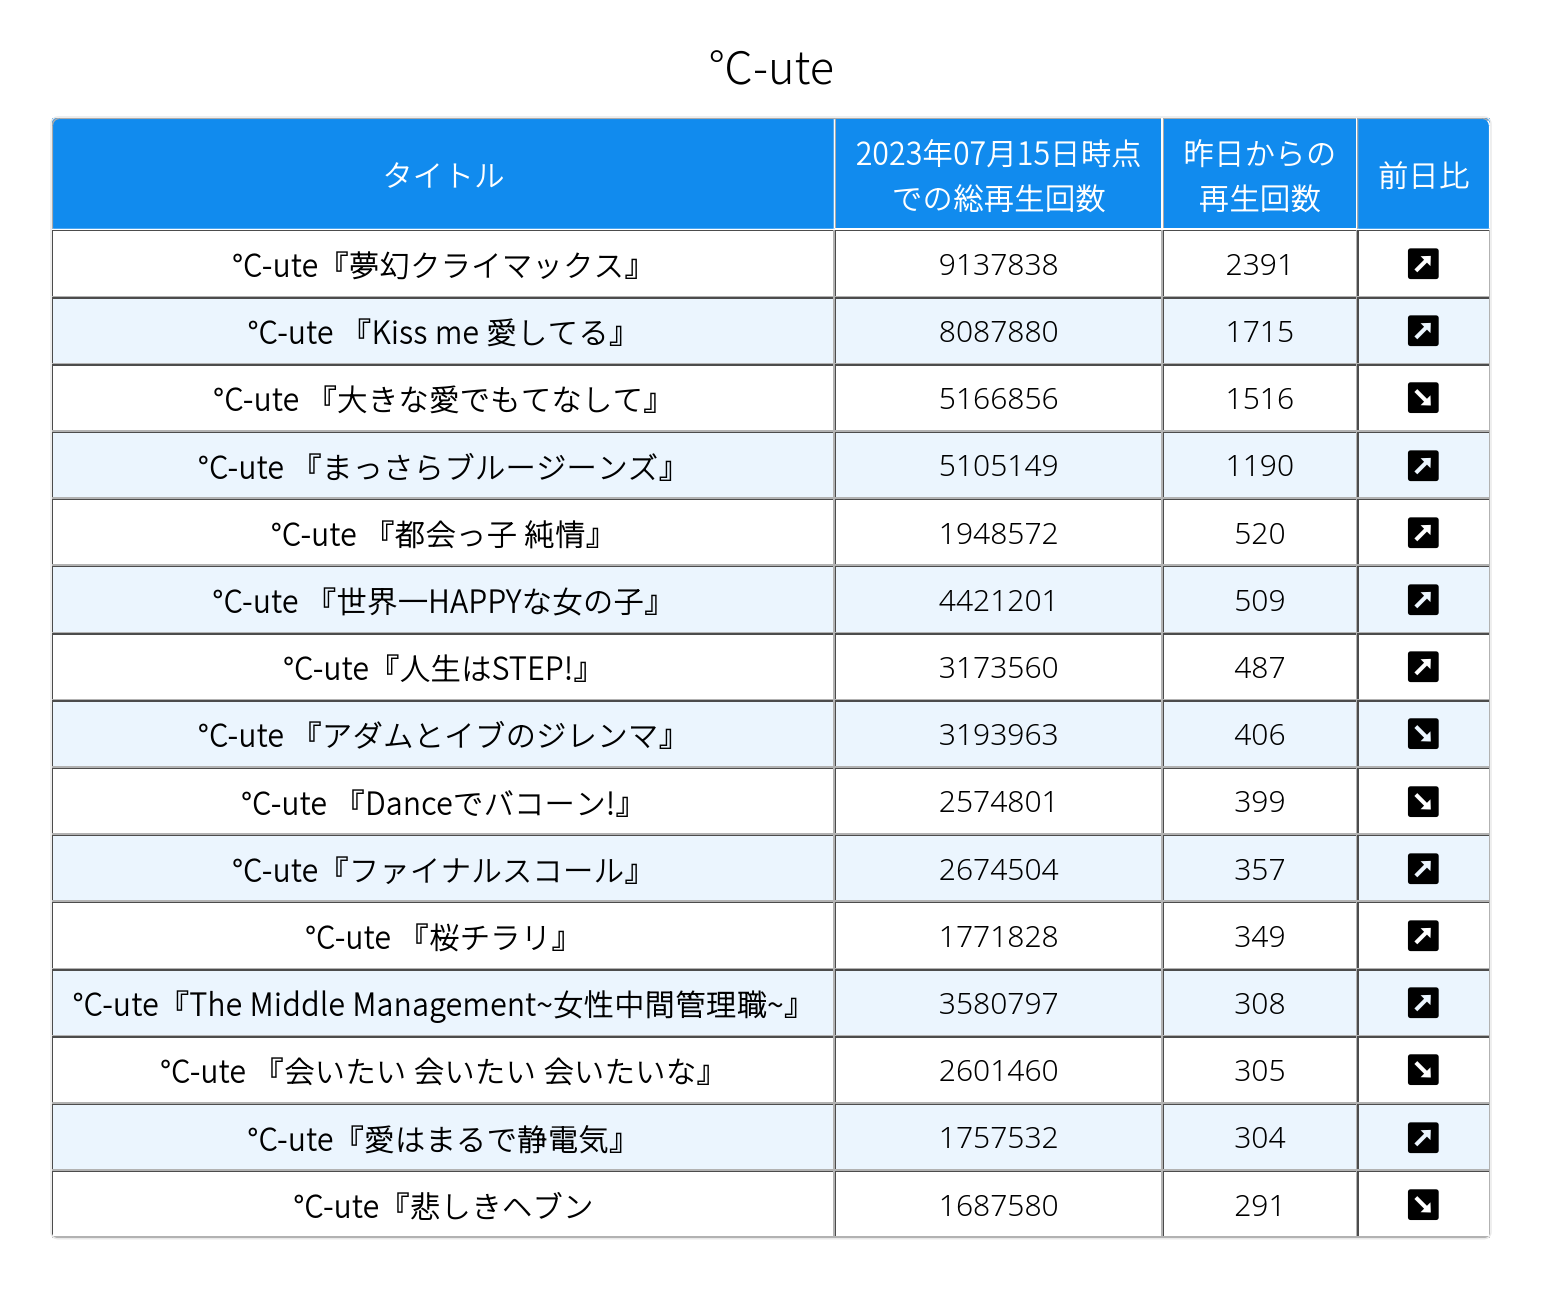 ℃-ute
タイトル
2023年07月15日時点
での総再生回数
昨日からの
再生回数
前日比
℃-ute『夢幻クライマックス』 9137838 2391 ↗
℃-ute 『Kiss me 愛してる』 8087880 1715 ↗
℃-ute 『大きな愛でもてなして』 5166856 1516 ↘
℃-ute 『まっさらブルージーンズ』 5105149 1190 ↗
℃-ute 『都会っ子 純情』 1948572 520 ↗
℃-ute 『世界一HAPPYな女の子』 4421201 509 ↗
℃-ute『人生はSTEP!』 3173560 487 ↗
℃-ute 『アダムとイブのジレンマ』 3193963 406 ↘
℃-ute 『Danceでバコーン!』 2574801 399 ↘
℃-ute『ファイナルスコール』 2674504 357 ↗
℃-ute 『桜チラリ』 1771828 349 ↗
℃-ute『The Middle Management~女性中間管理職~』 3580797 308 ↗
℃-ute 『会いたい 会いたい 会いたいな』 2601460 305 ↘
℃-ute『愛はまるで静電気』 1757532 304 ↗
℃-ute『悲しきヘブン 1687580 291 ↘